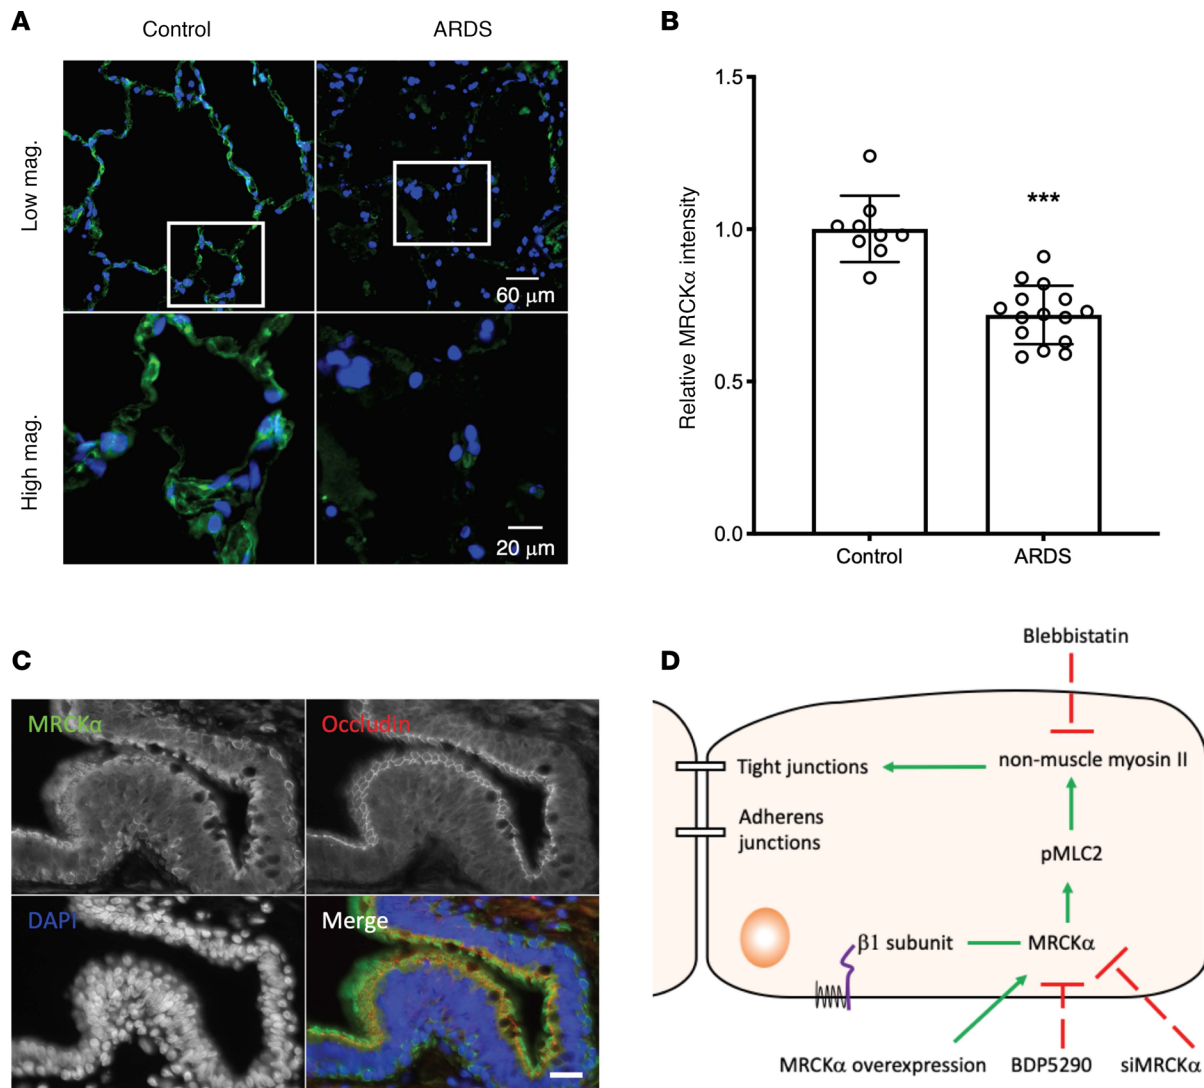 A
Control
ARDS
Low mag.
60 μm
High mag.
20 μm
B
1.5
***
1.0
Relative MRCKα intensity
0.5
0.0
Control
ARDS
C
MRCKα
Occludin
DAPI
Merge
D
Blebbistatin
non-muscle myosin II
Tight junctions
Adherens
junctions
pMLC2
β1 subunit
MRCKα
MRCKα overexpression
BDP5290
siMRCKα